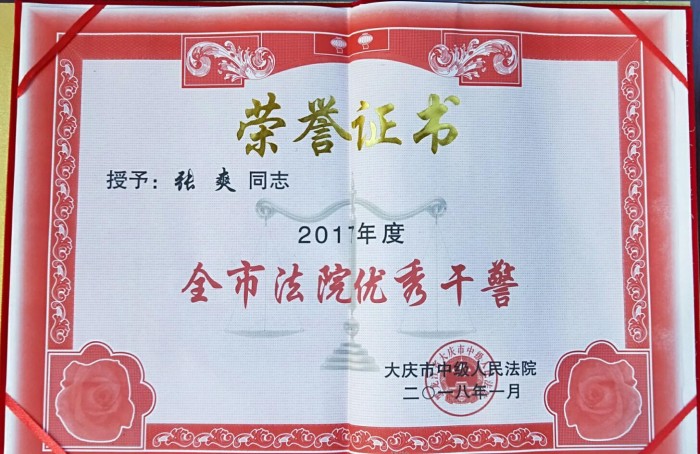 荣誉证书
授予：张爽 同志
2017年度
全市法院优秀干警
大庆市中级人民法院
二〇一八年一月